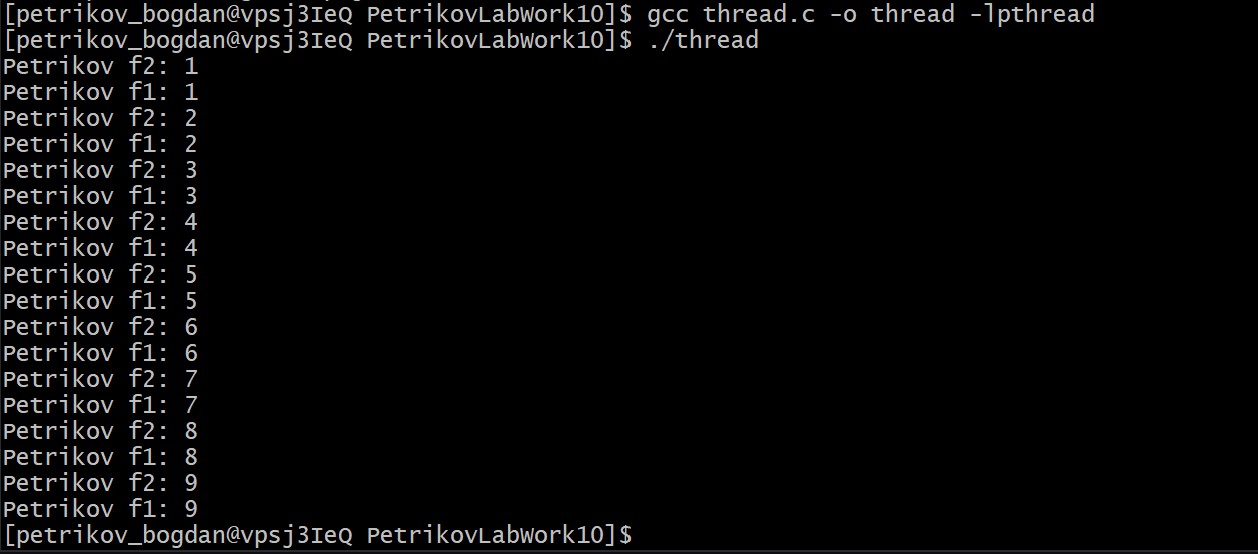 [petrikov_bogdan@vpsj3IeQ PetrikovLabWork10]$ gcc thread.c -o thread -lpthread
[petrikov_bogdan@vpsj3IeQ PetrikovLabWork10]$ ./thread
Petrikov f2: 1
Petrikov f1: 1
Petrikov f2: 2
Petrikov f1: 2
Petrikov f2: 3
Petrikov f1: 3
Petrikov f2: 4
Petrikov f1: 4
Petrikov f2: 5
Petrikov f1: 5
Petrikov f2: 6
Petrikov f1: 6
Petrikov f2: 7
Petrikov f1: 7
Petrikov f2: 8
Petrikov f1: 8
Petrikov f2: 9
Petrikov f1: 9
[petrikov_bogdan@vpsj3IeQ PetrikovLabWork10]$